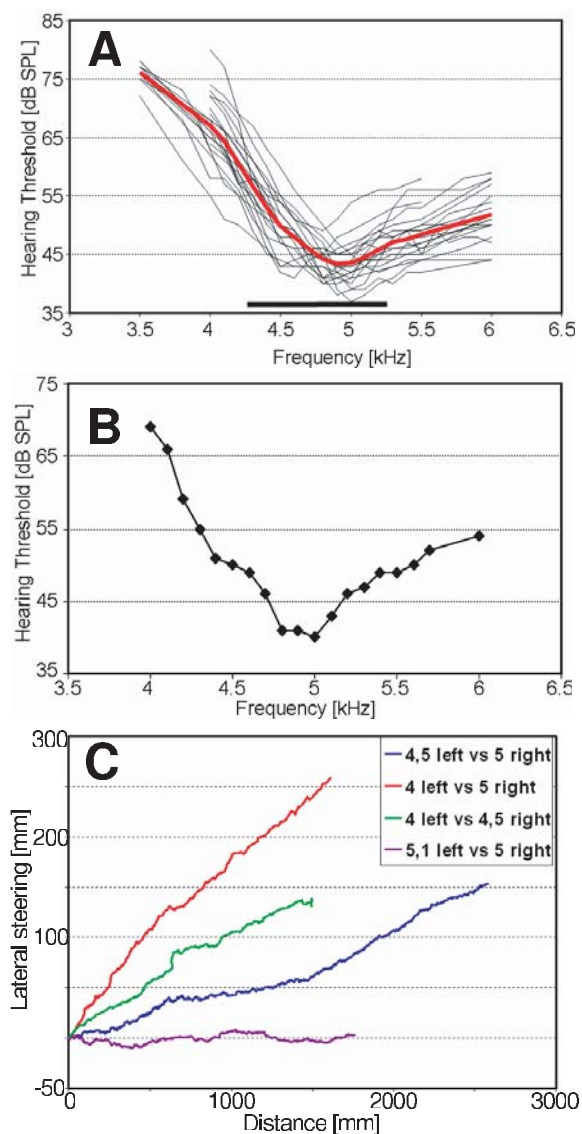 A
Hearing Threshold [dB SPL]
85
75
65
55
45
35
3 3.5 4 4.5 5 5.5 6 6.5
Frequency [kHz]
B
Hearing Threshold [dB SPL]
75
65
55
45
35
3.5 4 4.5 5 5.5 6 6.5
Frequency [kHz]
C
Lateral steering [mm]
300
200
100
-50
4,5 left vs 5 right
4 left vs 5 right
4 left vs 4,5 right
5,1 left vs 5 right
0 1000 2000 3000
Distance [mm]